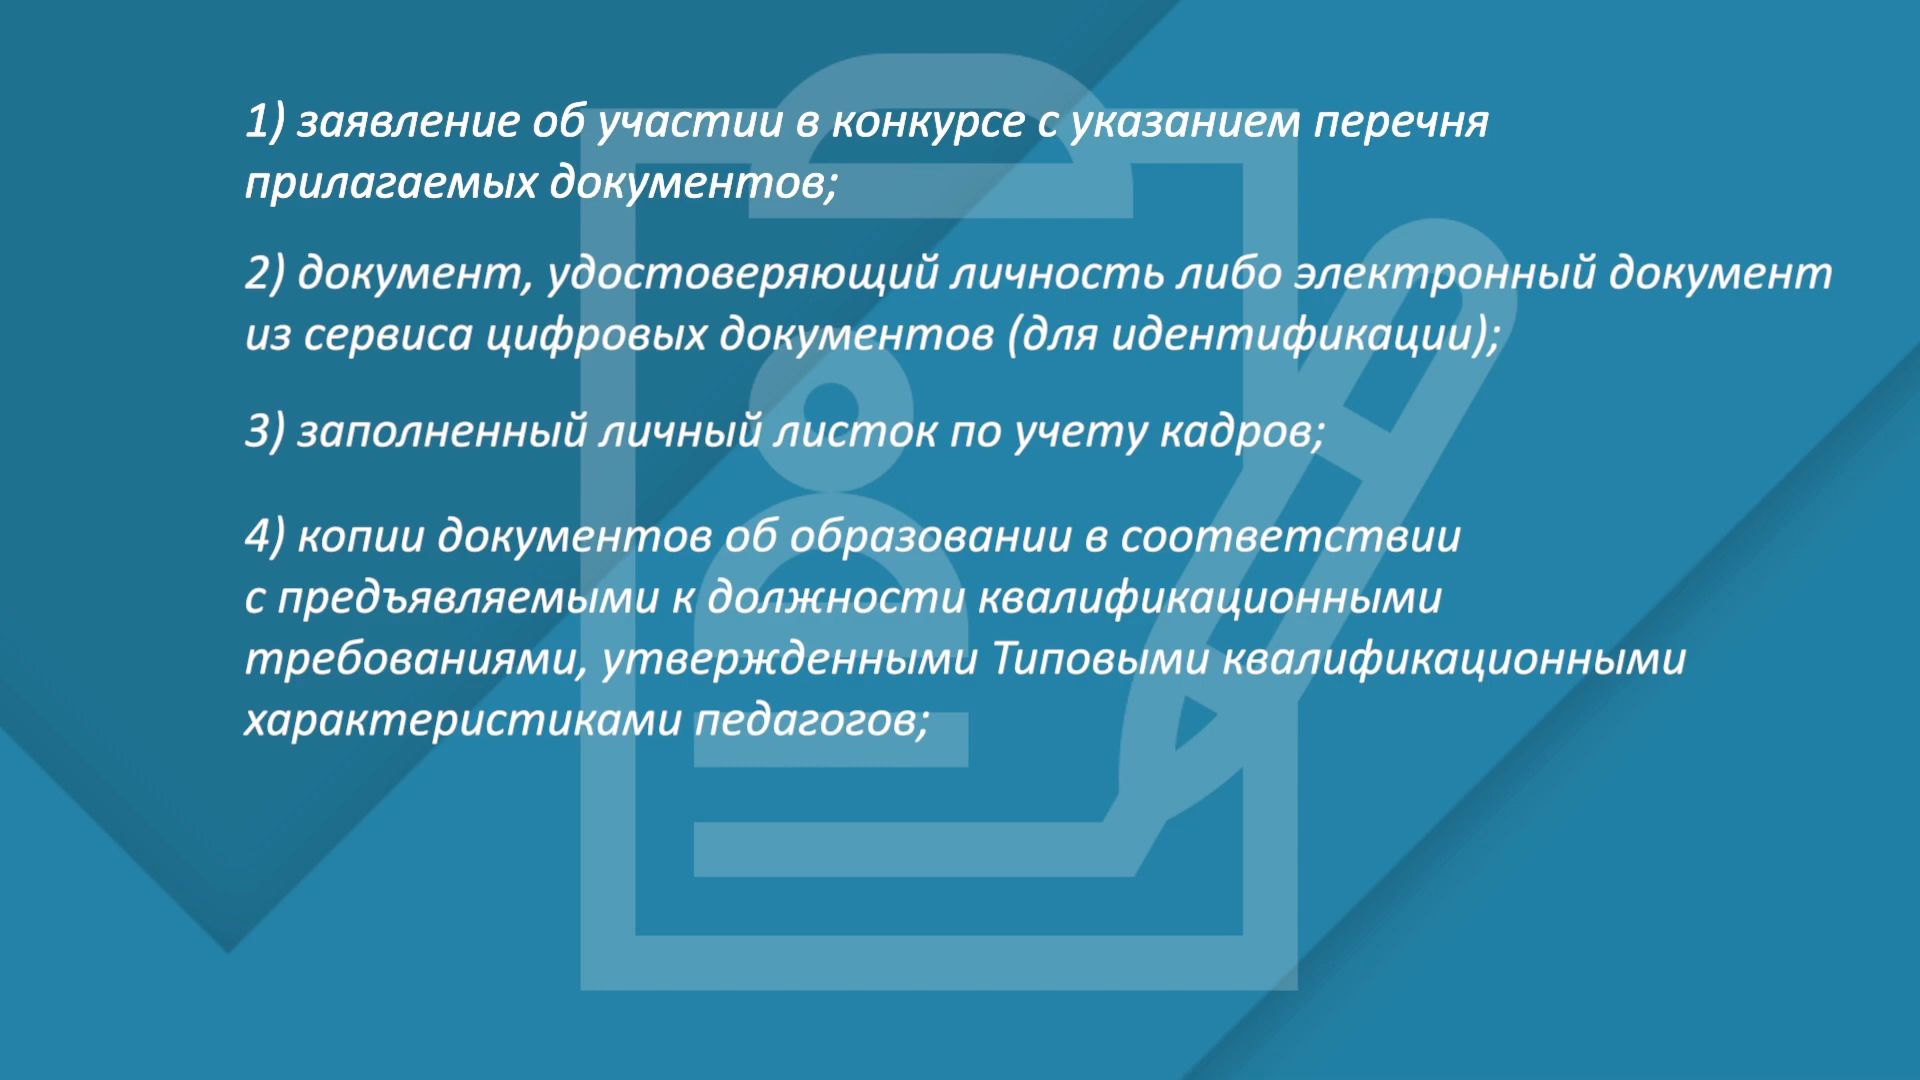 1) заявление об участии в конкурсе с указанием перечня
прилагаемых документов;
2) документ, удостоверяющий личность либо электронный документ
из сервиса цифровых документов (для идентификации);
3) заполненный личный листок по учету кадров;
4) копии документов об образовании в соответствии
с предъявляемыми к должности квалификационными
требованиями, утвержденными Типовыми квалификационными
характеристиками педагогов;